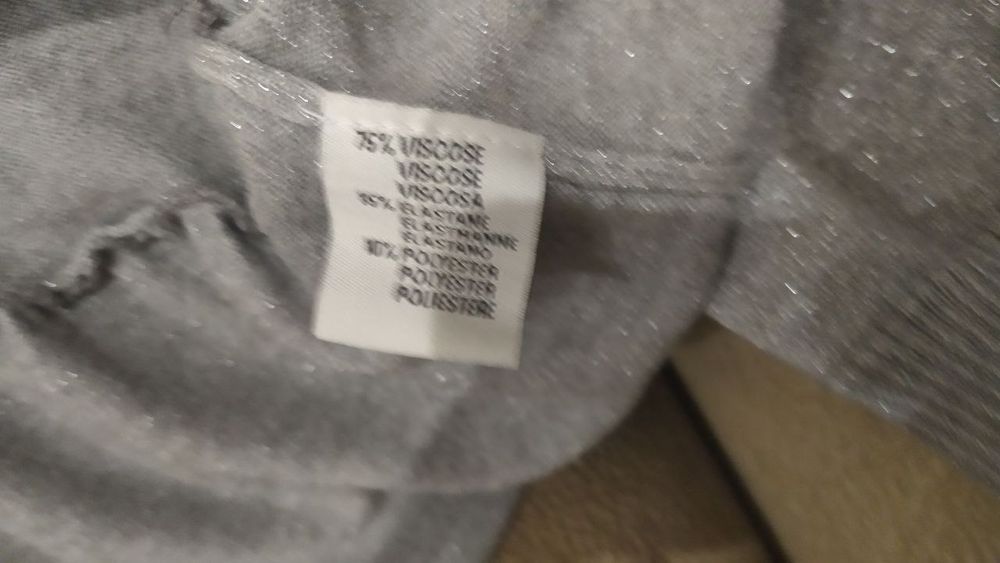 75% VISCOSE
VISCOSE
VISCOSA
15% ELASTANE
ELASTHANNE
ELASTANO
10% POLYESTER
POLYESTER
POLIESTERE